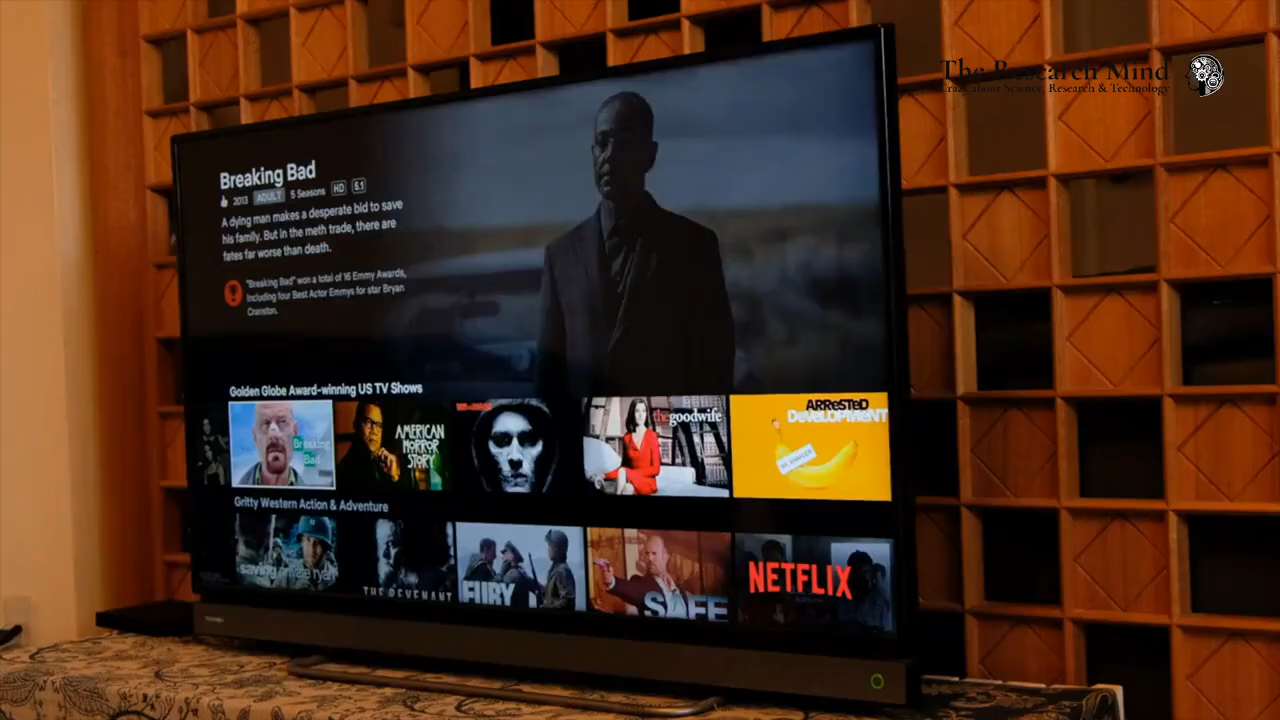 The Research Mind
Crazy about Science, Research & Technology
Breaking Bad
2013 ADULT 5 Seasons HD 5.1
A dying man makes a desperate bid to save
his family. But in the meth trade, there are
fates far worse than death.
"Breaking Bad" won a total of 16 Emmy Awards,
including four Best Actor Emmys for star Bryan
Cranston.
Golden Globe Award-winning US TV Shows
Breaking
Bad
AMERICAN
HORROR
STORY
thegoodwife
ARReSTeD
DeVeLOPMeNT
Gritty Western Action & Adventure
saving private ryan
THE REVENANT
FURY
SAFE
NETFLIX